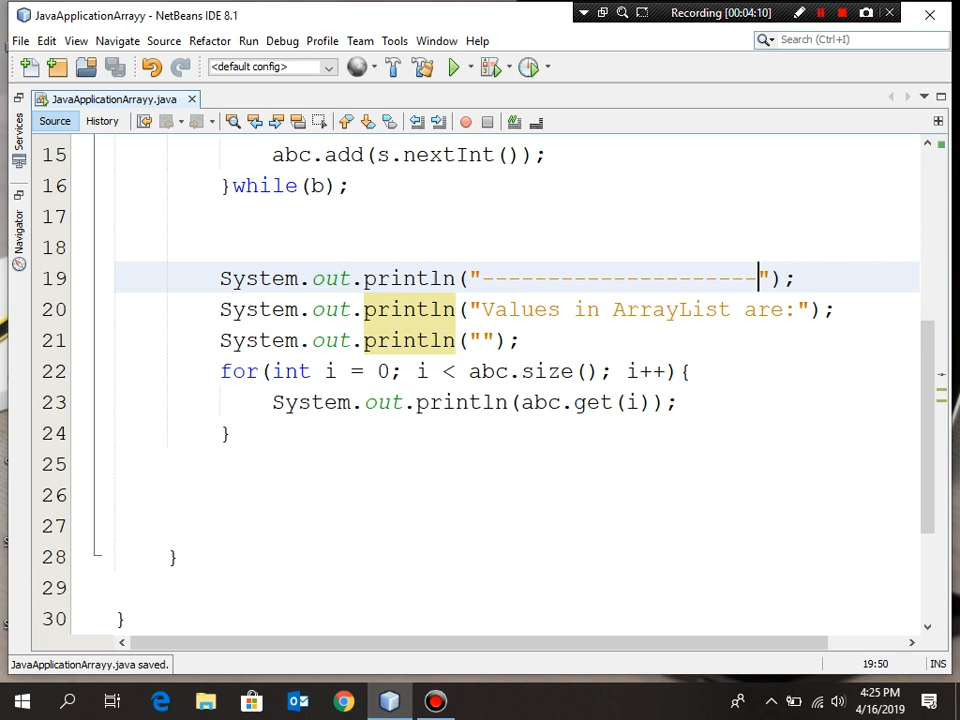 JavaApplicationArrayy - NetBeans IDE 8.1
Recording [00:04:10]
File Edit View Navigate Source Refactor Run Debug Profile Team Tools Window Help
Search (Ctrl+I)
<default config>
JavaApplicationArrayy.java
Source History
Services
Navigator
15 abc.add(s.nextInt());
16 }while(b);
17
18
19 System.out.println("---------------------");
20 System.out.println("Values in ArrayList are:");
21 System.out.println("");
22 for(int i = 0; i < abc.size(); i++){
23 System.out.println(abc.get(i));
24 }
25
26
27
28 }
29
30 }
JavaApplicationArrayy.java saved.
19:50
INS
4:25 PM
4/16/2019